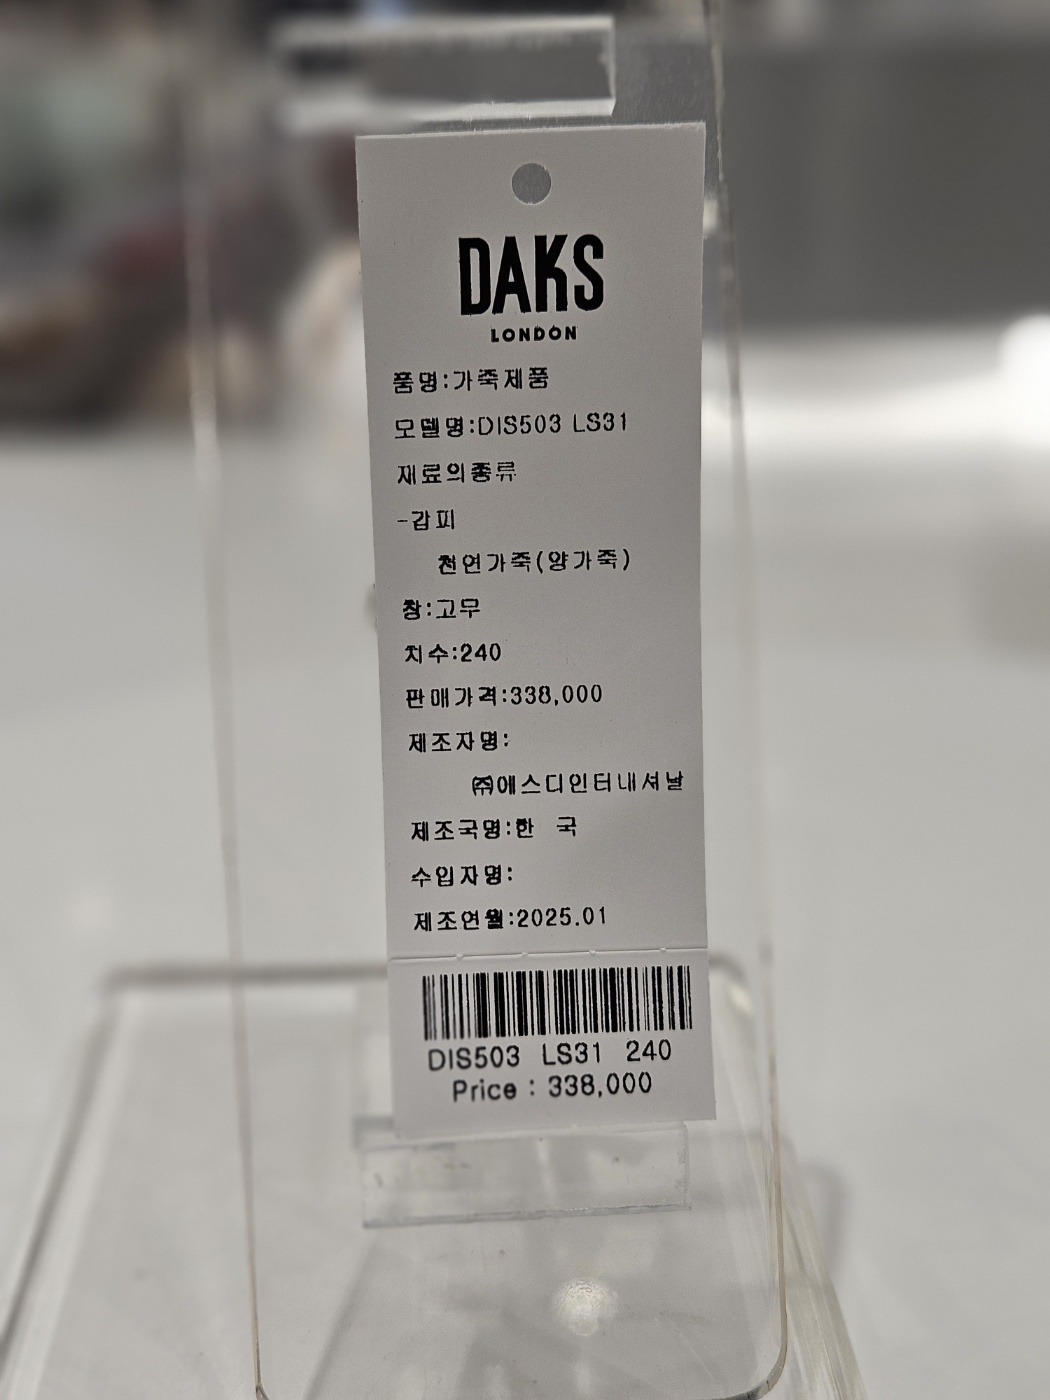 DAKS
LONDON
품명:가죽제품
모델명:DIS503 LS31
재료의종류
-갑피
천연가죽(양가죽)
창:고무
치수:240
판매가격:338,000
제조자명:
㈜에스디인터내셔날
제조국명:한 국
수입자명:
제조연월:2025.01
DIS503 LS31 240
Price : 338,000